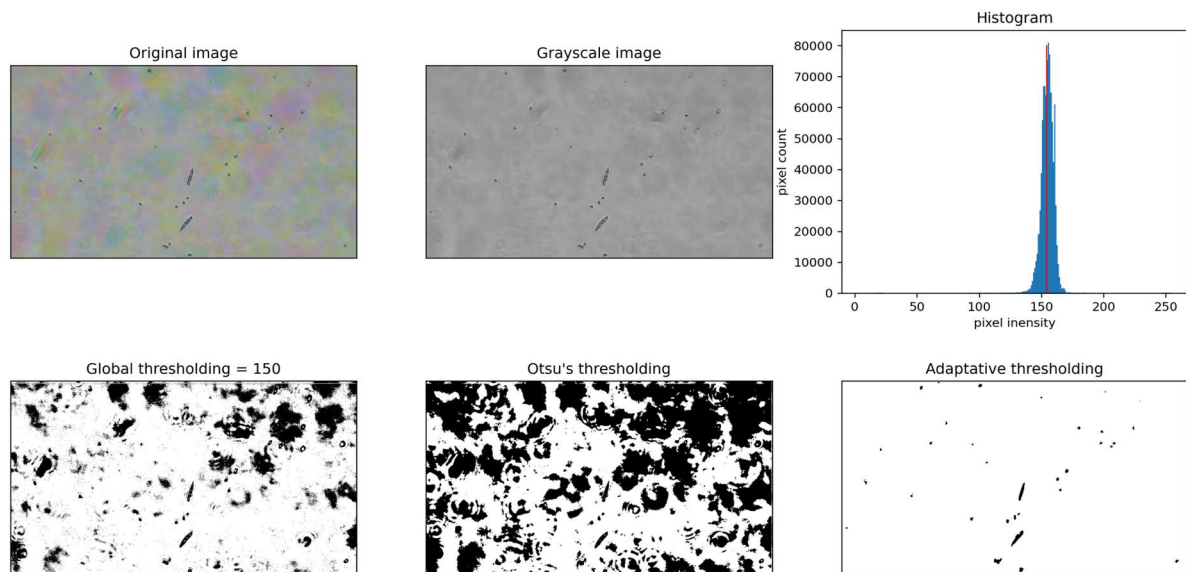 Original image
Grayscale image
Histogram
80000
70000
60000
50000
40000
30000
20000
10000
0
pixel count
0 50 100 150 200 250
pixel inensity
Global thresholding = 150
Otsu's thresholding
Adaptative thresholding